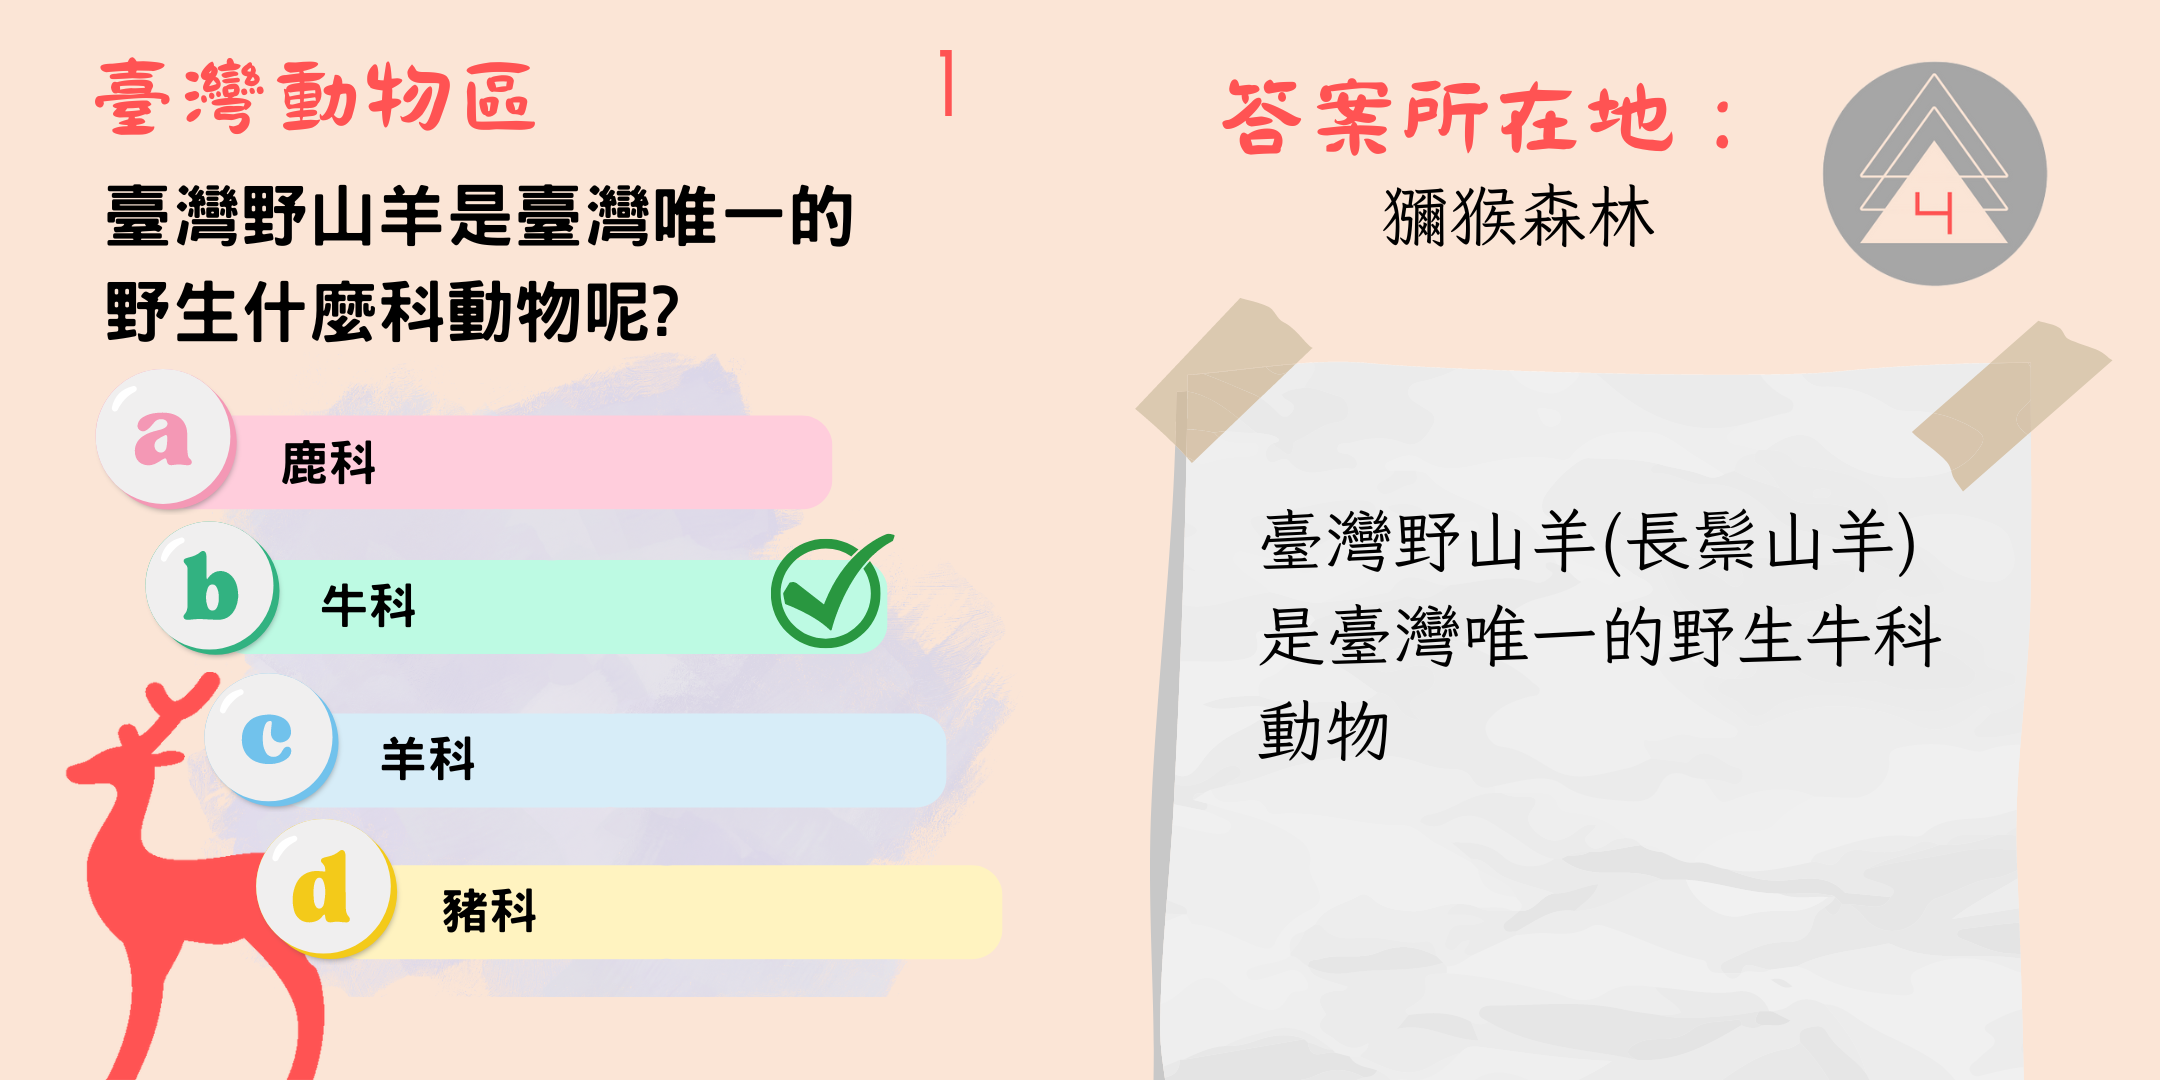 臺灣動物區
1
臺灣野山羊是臺灣唯一的
野生什麼科動物呢?
a
鹿科
b
牛科
c
羊科
d
豬科
答案所在地：
獼猴森林
4
臺灣野山羊(長鬃山羊)
是臺灣唯一的野生牛科
動物